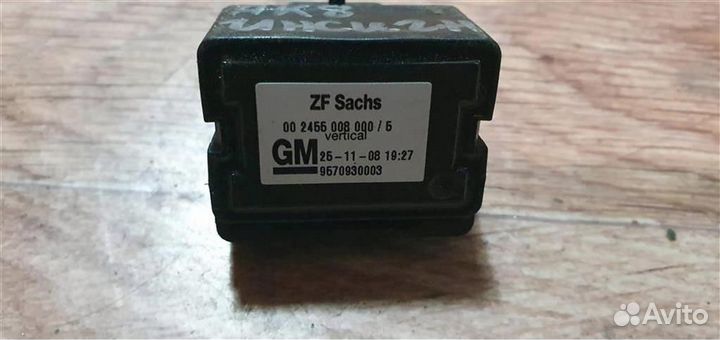 ZF Sachs
00 2455 008 000 / 5
vertical
GM 25-11-08 19:27
9570930003
Avito